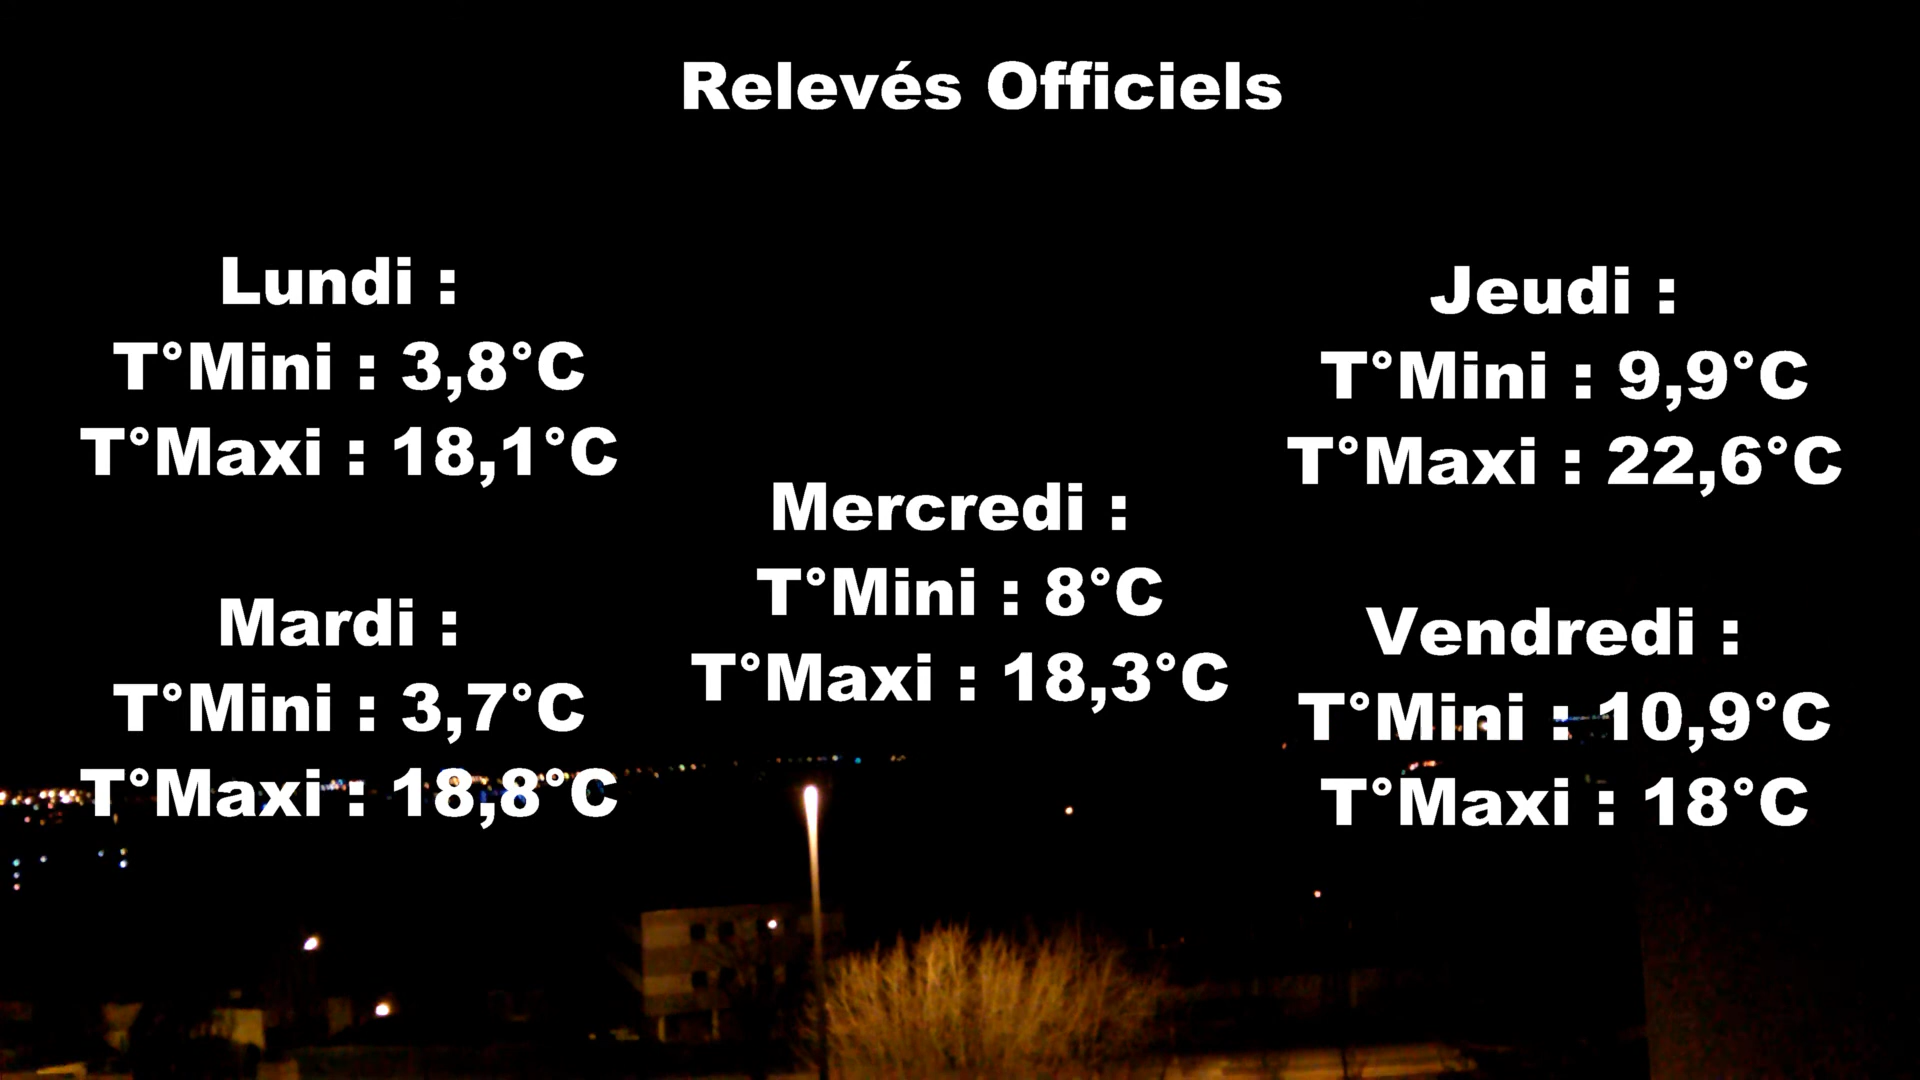 Relevés Officiels
Lundi :
T°Mini : 3,8°C
T°Maxi : 18,1°C
Mardi :
T°Mini : 3,7°C
T°Maxi : 18,8°C
Mercredi :
T°Mini : 8°C
T°Maxi : 18,3°C
Jeudi :
T°Mini : 9,9°C
T°Maxi : 22,6°C
Vendredi :
T°Mini : 10,9°C
T°Maxi : 18°C